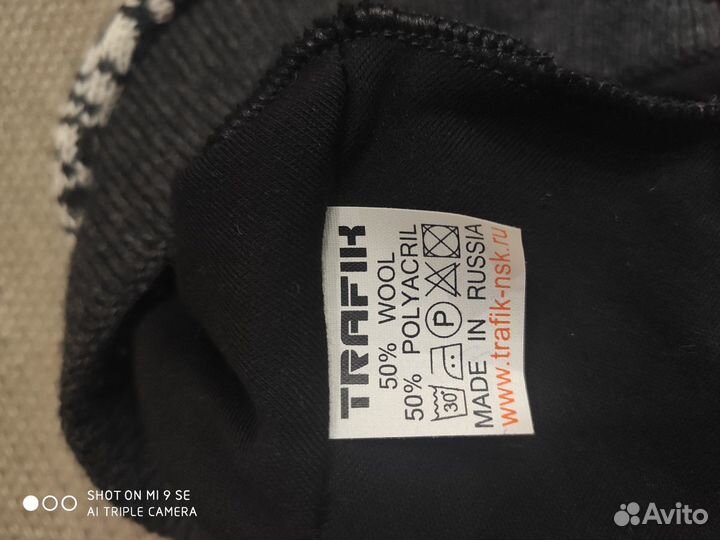 TRAFIK
50% WOOL
50% POLYACRIL
30° P
MADE IN RUSSIA
www.trafik-nsk.ru
SHOT ON MI 9 SE
AI TRIPLE CAMERA
Avito